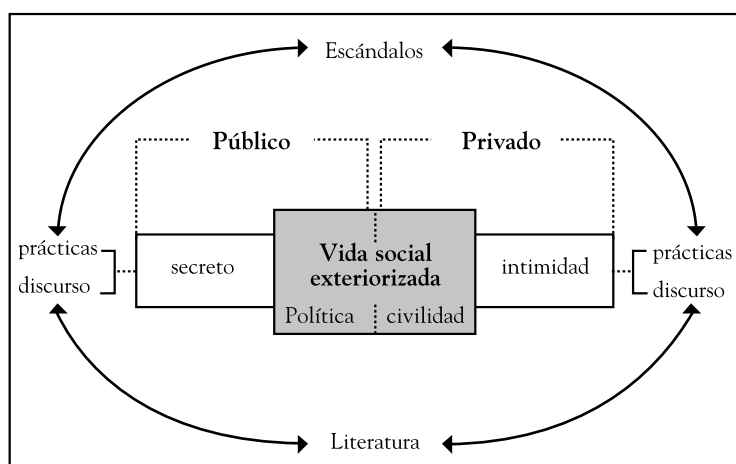 Escándalos
Público
Privado
prácticas
discurso
secreto
Vida social
exteriorizada
Política
civilidad
intimidad
prácticas
discurso
Literatura